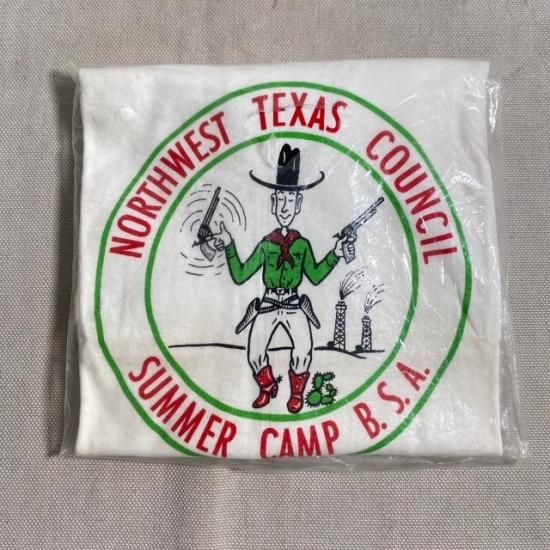 NORTHWEST TEXAS COUNCIL
SUMMER CAMP B.S.A.